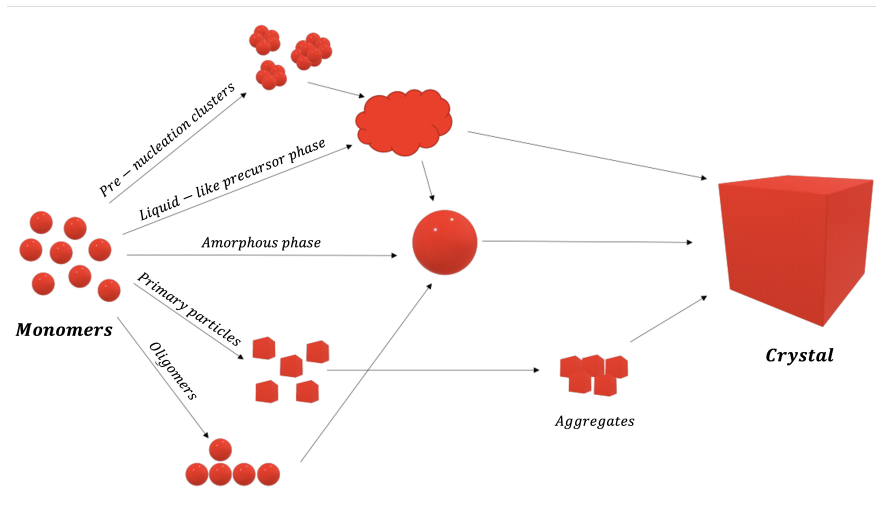 Pre − nucleation clusters
Liquid − like precursor phase
Amorphous phase
Primary particles
Oligomers
Monomers
Aggregates
Crystal